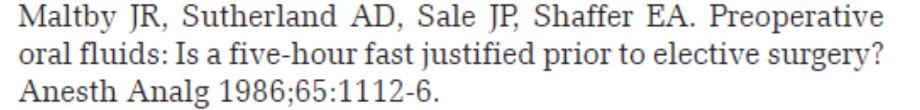 Maltby JR, Sutherland AD, Sale JP, Shaffer EA. Preoperative
oral fluids: Is a five-hour fast justified prior to elective surgery?
Anesth Analg 1986;65:1112-6.